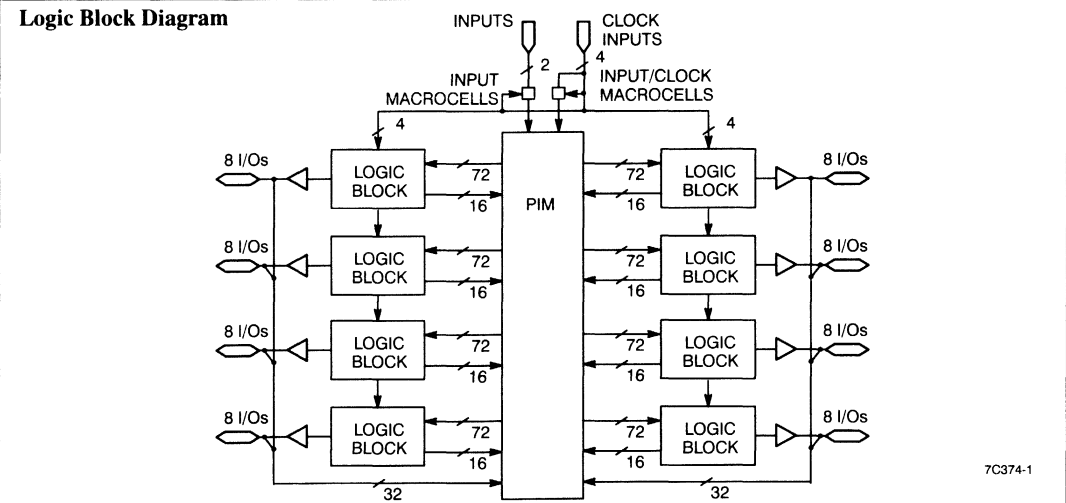 Logic Block Diagram
INPUTS
CLOCK
INPUTS
2
4
INPUT
MACROCELLS
INPUT/CLOCK
MACROCELLS
4
4
8 I/Os
LOGIC
BLOCK
72
16
PIM
72
16
LOGIC
BLOCK
8 I/Os
8 I/Os
LOGIC
BLOCK
72
16
72
16
LOGIC
BLOCK
8 I/Os
8 I/Os
LOGIC
BLOCK
72
16
72
16
LOGIC
BLOCK
8 I/Os
8 I/Os
LOGIC
BLOCK
72
16
72
16
LOGIC
BLOCK
8 I/Os
32
32
7C374-1